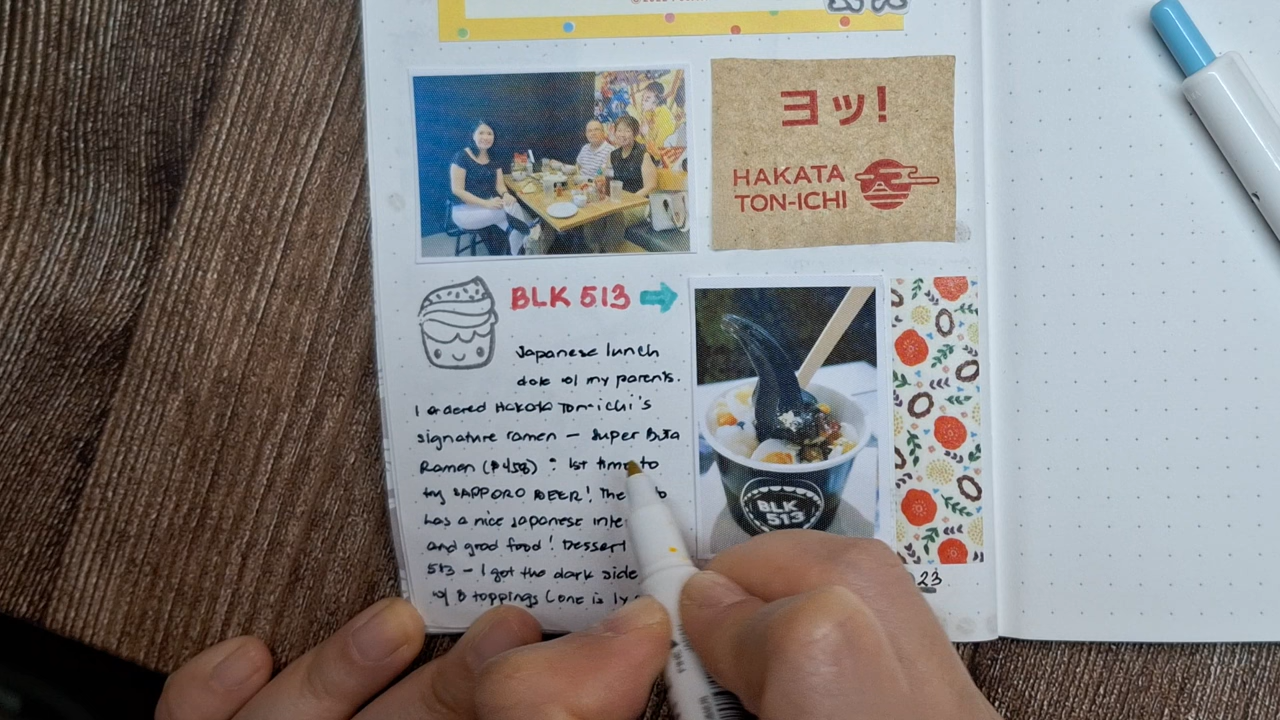 ヨッ!
HAKATA
TON-ICHI
BLK 513
Japanese lunch
date w/ my parents.
I ordered Hakata Ton-ichi's
signature ramen – Super Buta
Ramen (₱458) 1st time to
try SAPPORO BEER! The
has a nice Japanese
and good food! Dessert
513 – I got the dark side
w/ 3 toppings (one is
BLK
513
23